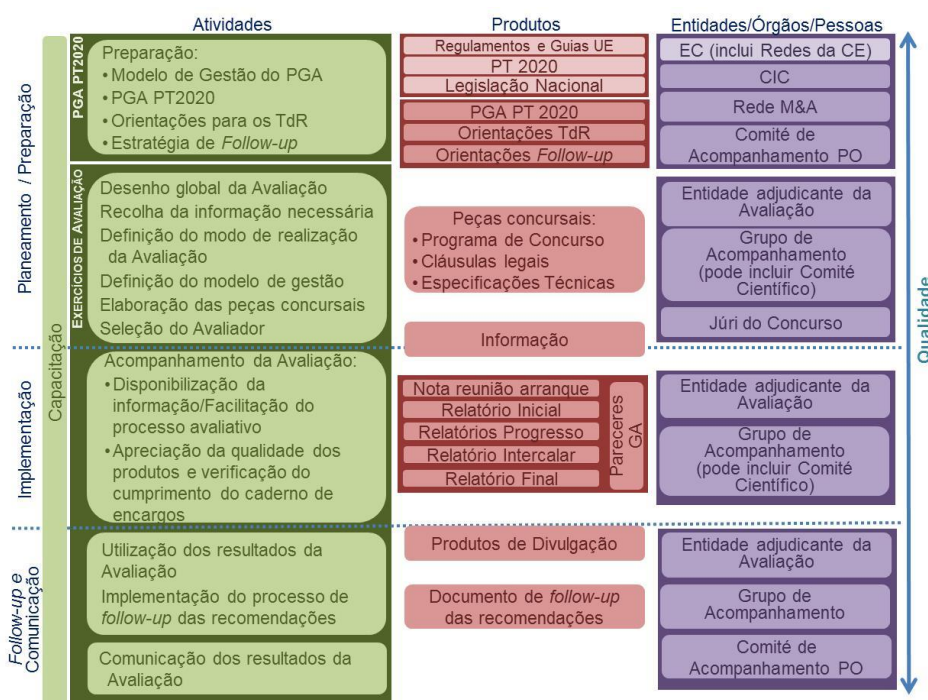 Atividades
Produtos
Entidades/Órgãos/Pessoas
Planeamento / Preparação
Capacitação
PGA PT2020
Preparação:
• Modelo de Gestão do PGA
• PGA PT2020
• Orientações para os TdR
• Estratégia de Follow-up
Regulamentos e Guias UE
PT 2020
Legislação Nacional
PGA PT 2020
Orientações TdR
Orientações Follow-up
EC (inclui Redes da CE)
CIC
Rede M&A
Comité de
Acompanhamento PO
EXERCÍCIOS DE AVALIAÇÃO
Desenho global da Avaliação
Recolha da informação necessária
Definição do modo de realização
da Avaliação
Definição do modelo de gestão
Elaboração das peças concursais
Seleção do Avaliador
Peças concursais:
• Programa de Concurso
• Cláusulas legais
• Especificações Técnicas
Informação
Entidade adjudicante da
Avaliação
Grupo de
Acompanhamento
(pode incluir Comité
Científico)
Júri do Concurso
Qualidade
Implementação
Acompanhamento da Avaliação:
• Disponibilização da
informação/Facilitação do
processo avaliativo
• Apreciação da qualidade dos
produtos e verificação do
cumprimento do caderno de
encargos
Nota reunião arranque
Relatório Inicial
Relatórios Progresso
Relatório Intercalar
Relatório Final
Pareceres
GA
Entidade adjudicante da
Avaliação
Grupo de
Acompanhamento
(pode incluir Comité
Científico)
Follow-up e
Comunicação
Utilização dos resultados da
Avaliação
Implementação do processo de
follow-up das recomendações
Comunicação dos resultados da
Avaliação
Produtos de Divulgação
Documento de follow-up
das recomendações
Entidade adjudicante da
Avaliação
Grupo de
Acompanhamento
Comité de
Acompanhamento PO